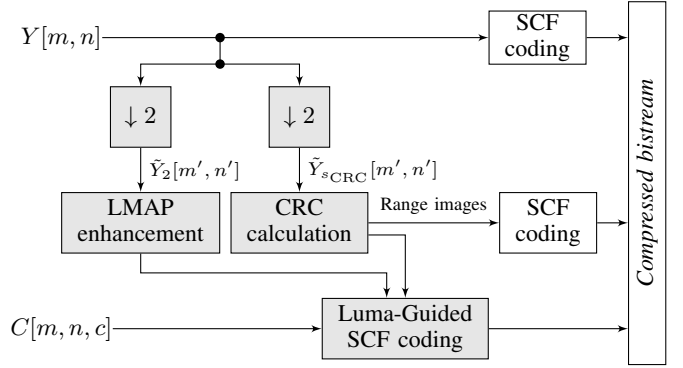 Y[m, n]
SCF
coding
↓ 2
↓ 2
Ỹ₂[m′, n′]
Ỹ_{s_CRC}[m′, n′]
LMAP
enhancement
CRC
calculation
Range images
SCF
coding
C[m, n, c]
Luma-Guided
SCF coding
Compressed bistream